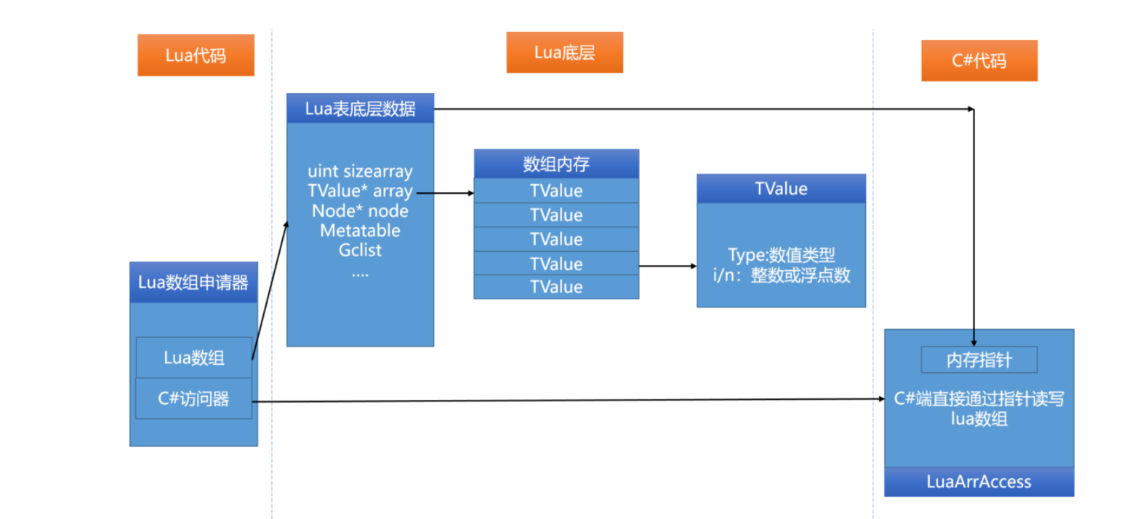 Lua代码
Lua底层
C#代码
Lua表底层数据
uint sizearray
TValue* array
Node* node
Metatable
Gclist
....
数组内存
TValue
TValue
TValue
TValue
TValue
TValue
Type:数值类型
i/n：整数或浮点数
Lua数组申请器
Lua数组
C#访问器
内存指针
C#端直接通过指针读写
lua数组
LuaArrAccess